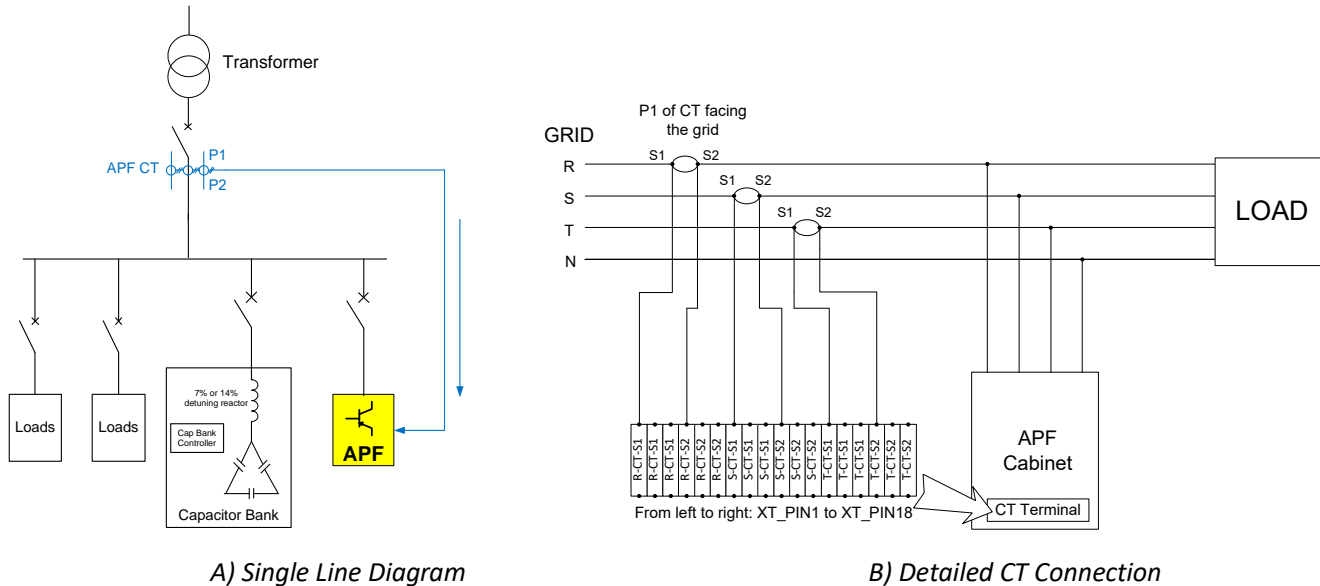 Transformer
P1
APF CT
P2
Loads
Loads
7% or 14%
detuning reactor
Cap Bank
Controller
Capacitor Bank
APF
A) Single Line Diagram
P1 of CT facing
the grid
GRID
R
S
T
N
S1
S2
S1
S2
S1
S2
LOAD
R-CT-S1
R-CT-S1
R-CT-S1
R-CT-S2
R-CT-S2
R-CT-S2
S-CT-S1
S-CT-S1
S-CT-S1
S-CT-S2
S-CT-S2
S-CT-S2
T-CT-S1
T-CT-S1
T-CT-S1
T-CT-S2
T-CT-S2
T-CT-S2
From left to right: XT_PIN1 to XT_PIN18
APF
Cabinet
CT Terminal
B) Detailed CT Connection